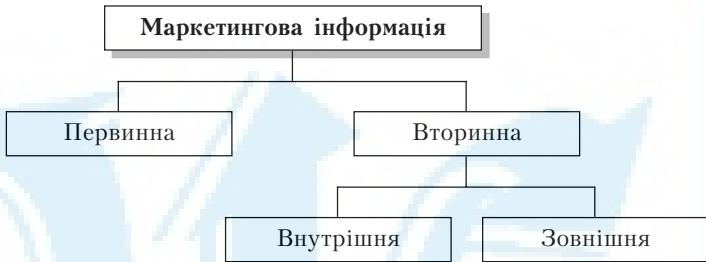 Маркетингова інформація
Первинна
Вторинна
Внутрішня
Зовнішня